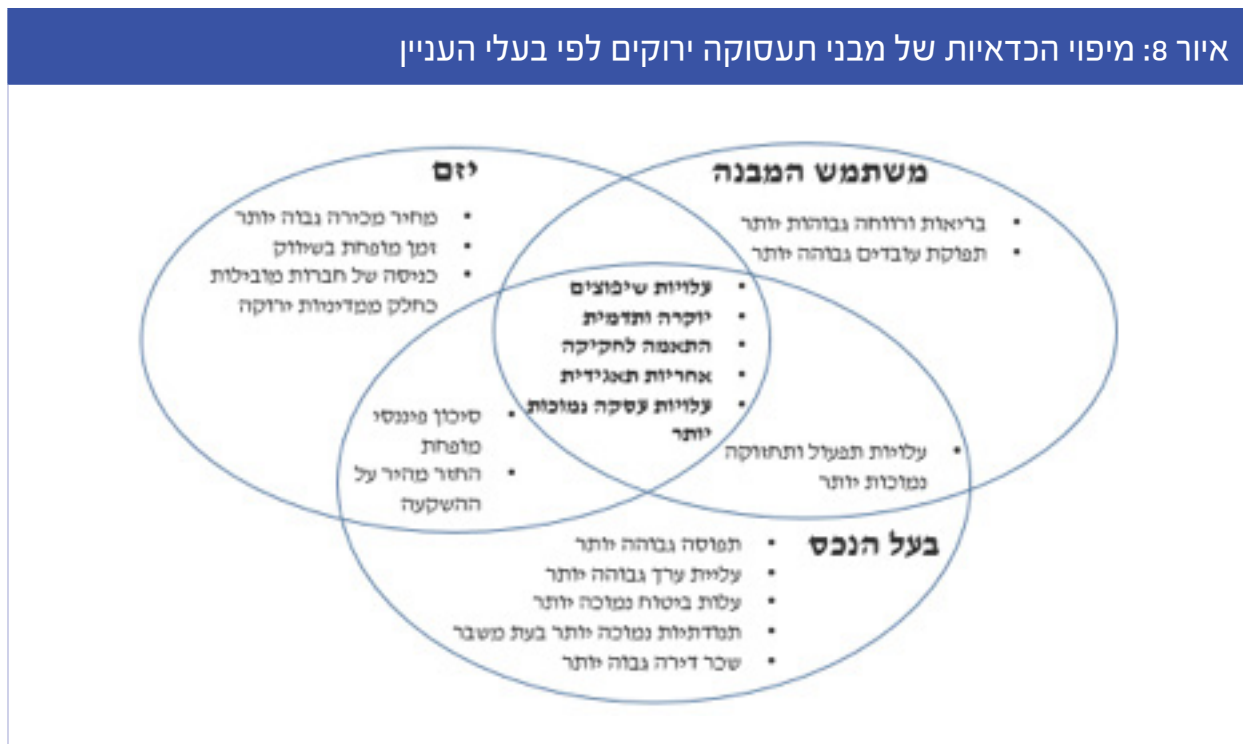 איור 8: מיפוי הכדאיות של מבני תעסוקה ירוקים לפי בעלי העניין
משתמש המבנה
• בריאות ורווחה גבוהות יותר
• תפוקת עובדים גבוהה יותר
יזם
• מחיר מכירה גבוה יותר
• זמן מופחת בשיווק
• כניסה של חברות מובילות
כחלק ממדיניות ירוקה
• עלויות שיפוצים
• יוקרה ותדמית
• התאמה לחקיקה
• אחריות תאגידית
• עלויות עסקה נמוכות
יותר
• עלויות תפעול ותחזוקה
נמוכות יותר
• סיכון פיננסי
מופחת
• החזר מהיר על
ההשקעה
בעל הנכס
• תפוסה גבוהה יותר
• עליית ערך גבוהה יותר
• עלות ביטוח נמוכה יותר
• תנודתיות נמוכה יותר בעת משבר
• שכר דירה גבוה יותר